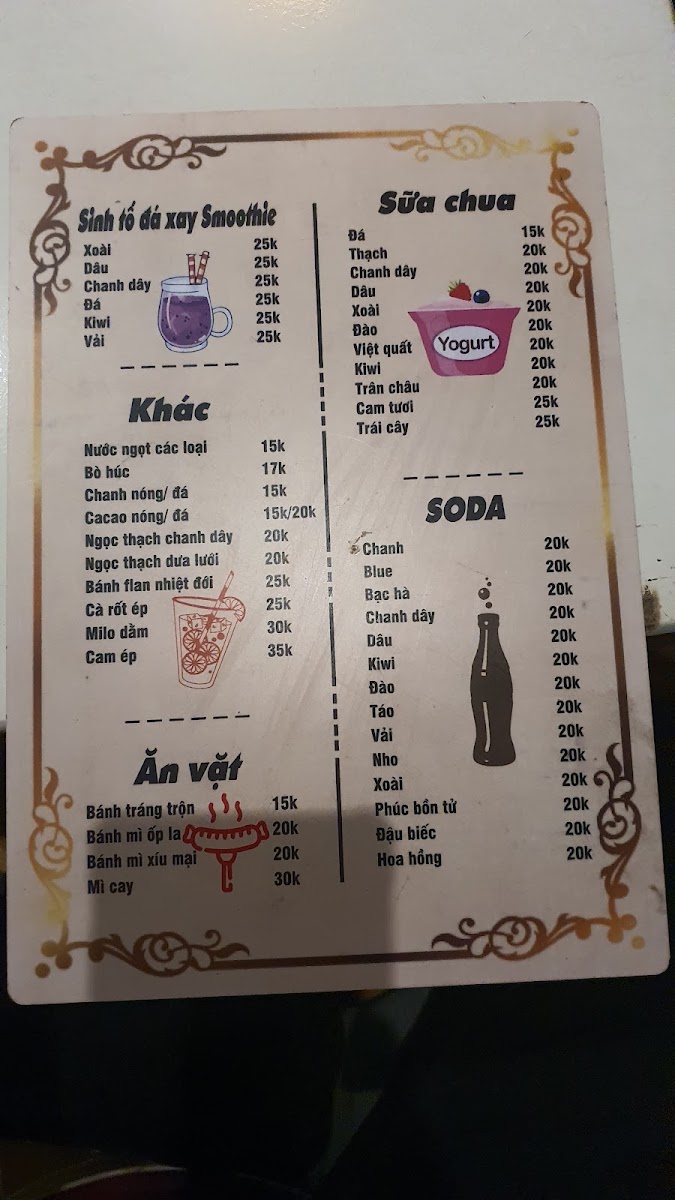 Sinh tố đá xay Smoothie
Xoài 25k
Dâu 25k
Chanh dây 25k
Đá 25k
Kiwi 25k
Vải 25k
Khác
Nước ngọt các loại 15k
Bò húc 17k
Chanh nóng/ đá 15k
Cacao nóng/ đá 15k/20k
Ngọc thạch chanh dây 20k
Ngọc thạch dưa lưới 20k
Bánh flan nhiệt đới 25k
Cà rốt ép 25k
Milo dầm 30k
Cam ép 35k
Ăn vặt
Bánh tráng trộn 15k
Bánh mì ốp la 20k
Bánh mì xíu mại 20k
Mì cay 30k
Sữa chua
Đá 15k
Thạch 20k
Chanh dây 20k
Dâu 20k
Xoài 20k
Đào 20k
Việt quất 20k
Kiwi 20k
Trân châu 20k
Cam tươi 25k
Trái cây 25k
Yogurt
SODA
Chanh 20k
Blue 20k
Bạc hà 20k
Chanh dây 20k
Dâu 20k
Kiwi 20k
Đào 20k
Táo 20k
Vải 20k
Nho 20k
Xoài 20k
Phúc bồn tử 20k
Đậu biếc 20k
Hoa hồng 20k